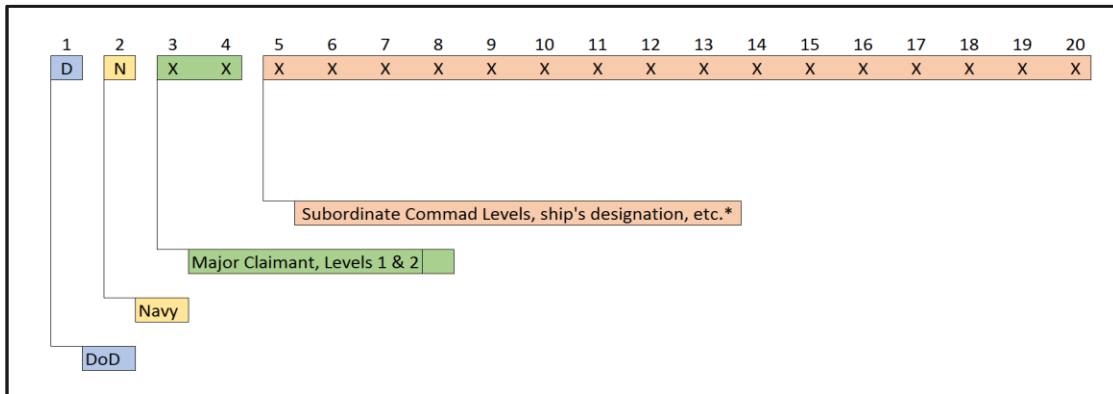 1 2 3 4 5 6 7 8 9 10 11 12 13 14 15 16 17 18 19 20
D N X X X X X X X X X X X X X X X X X X
Subordinate Commad Levels, ship's designation, etc.*
Major Claimant, Levels 1 & 2
Navy
DoD